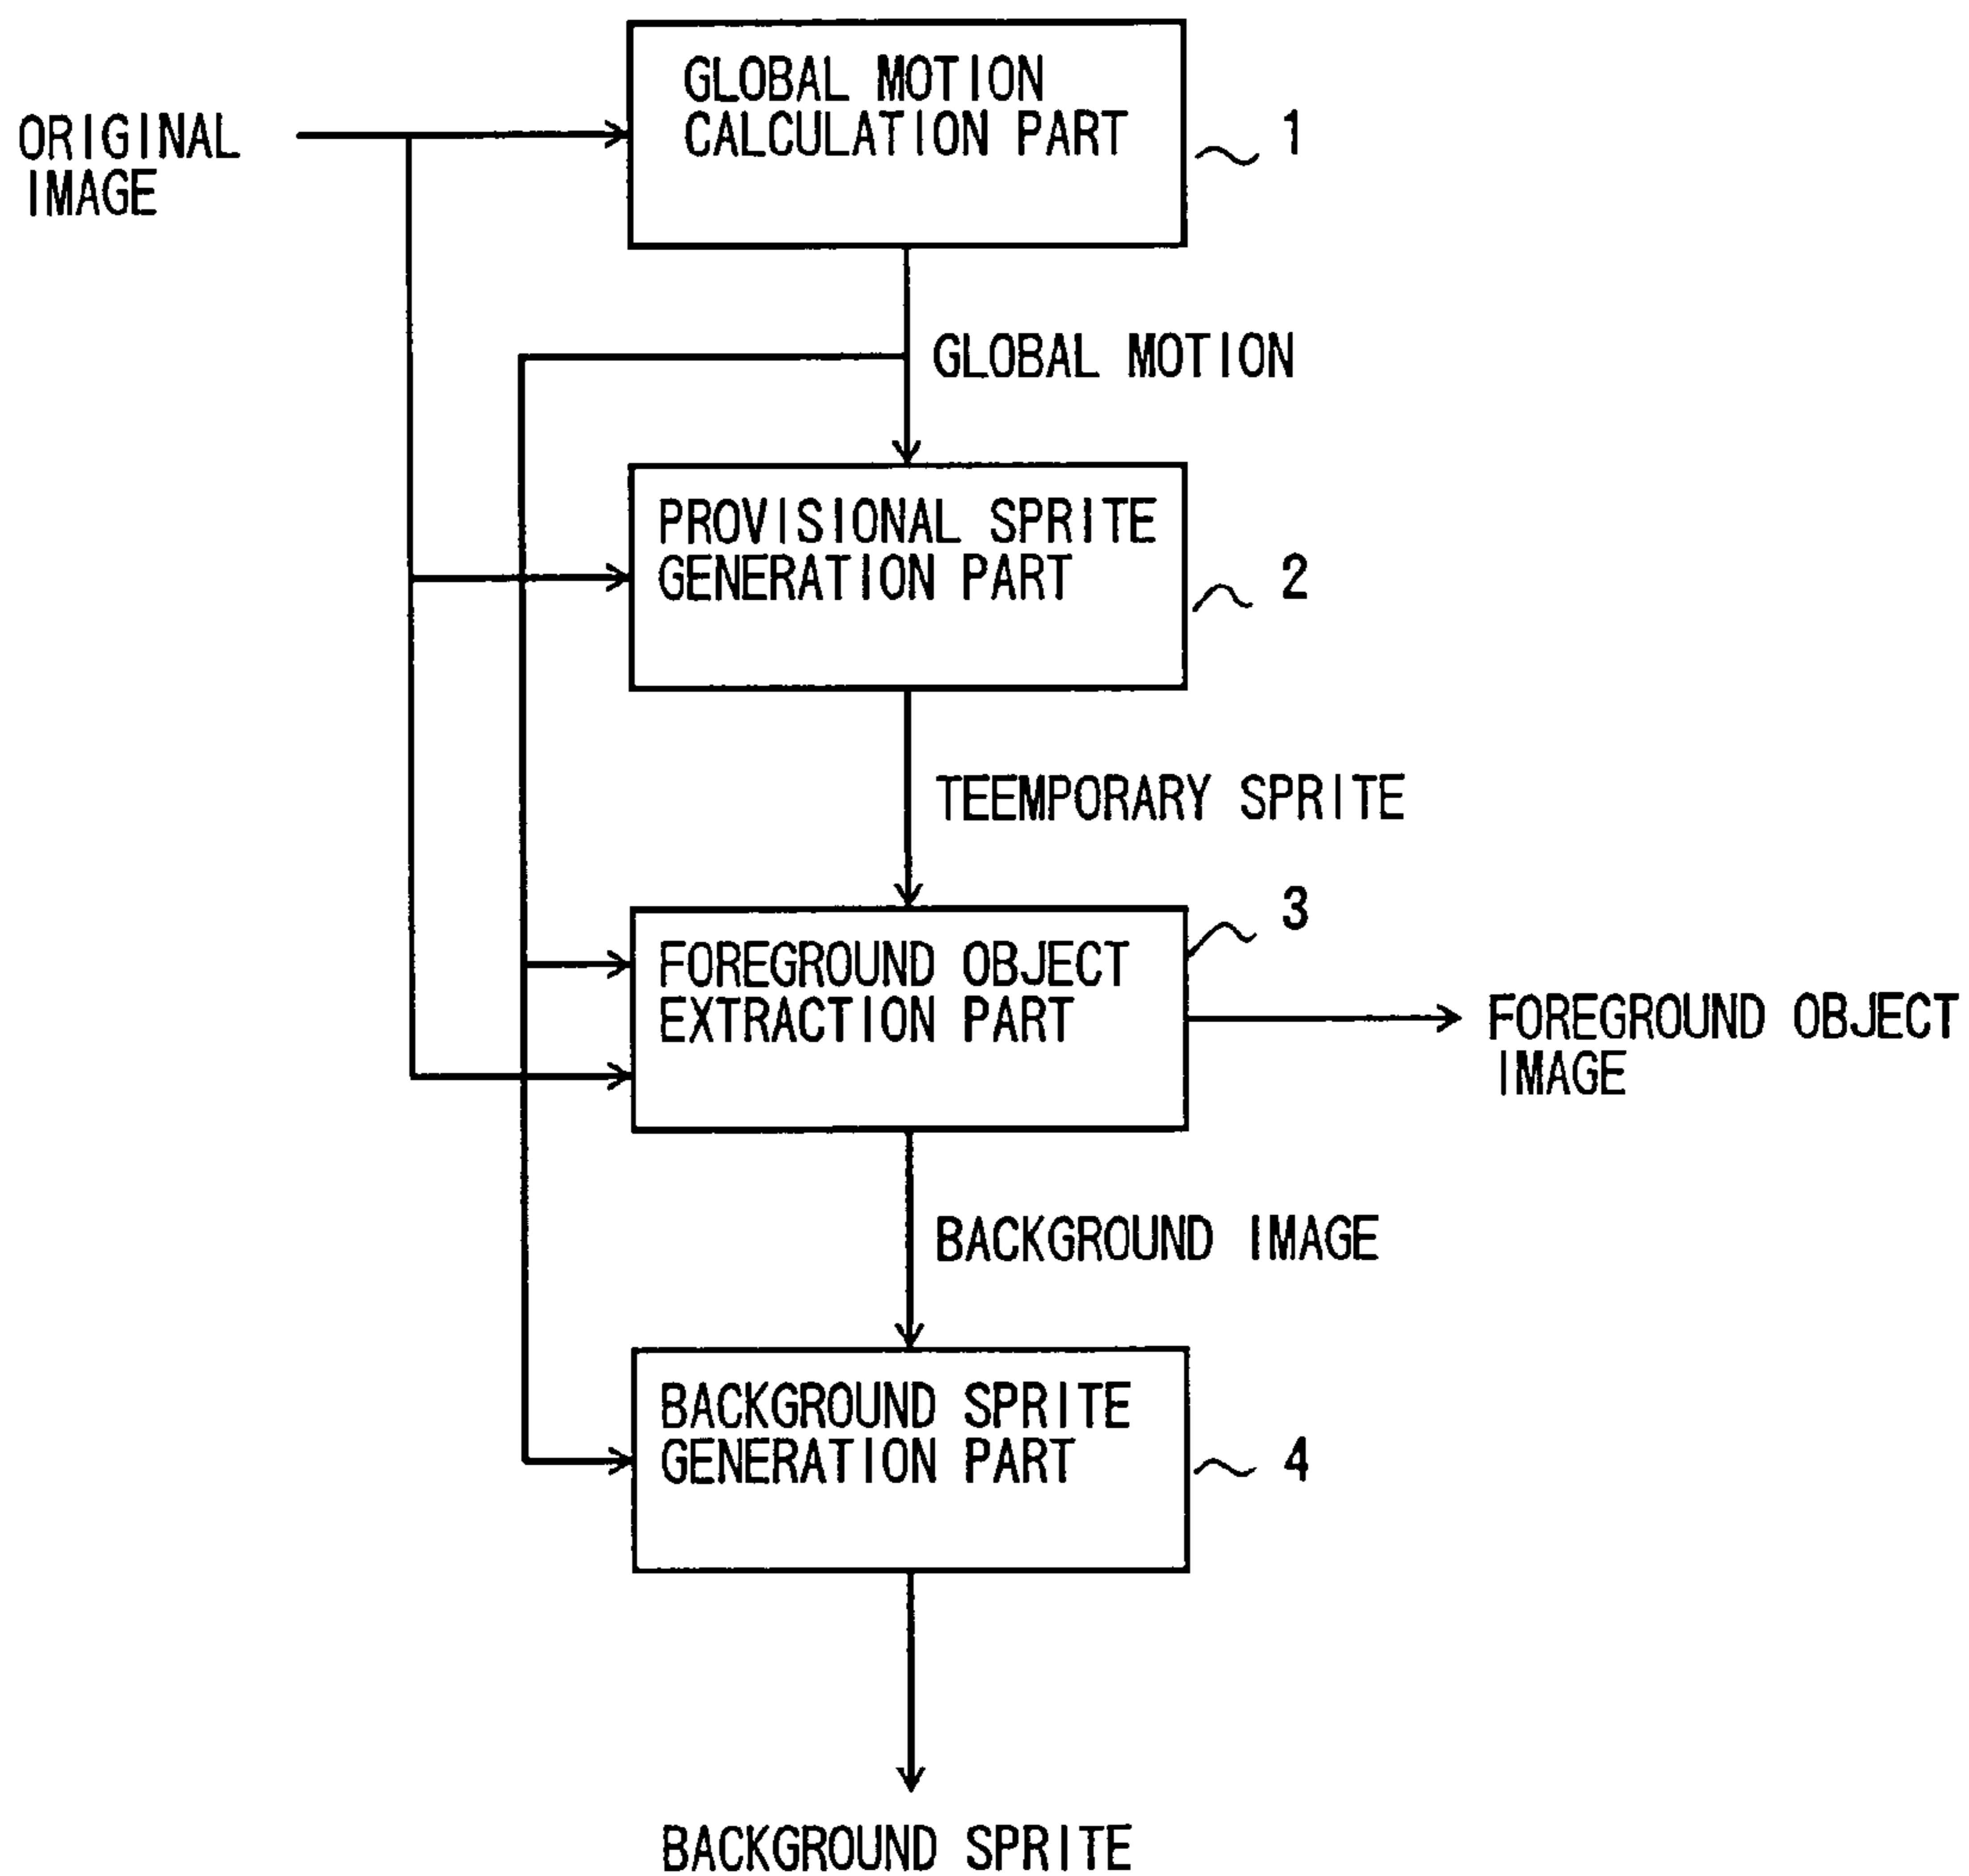 GLOBAL MOTION
CALCULATION PART
1
ORIGINAL
IMAGE
GLOBAL MOTION
PROVISIONAL SPRITE
GENERATION PART
2
TEEMPORARY SPRITE
3
FOREGROUND OBJECT
EXTRACTION PART
FOREGROUND OBJECT
IMAGE
BACKGROUND IMAGE
BACKGROUND SPRITE
GENERATION PART
4
BACKGROUND SPRITE